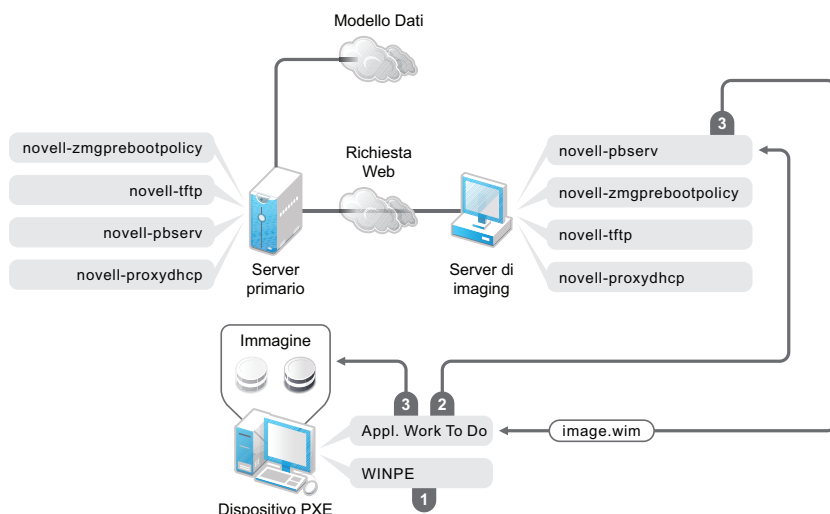 Modello Dati
3
novell-zmgprebootpolicy
novell-tftp
novell-pbserv
novell-proxydhcp
Richiesta
Web
novell-pbserv
novell-zmgprebootpolicy
novell-tftp
novell-proxydhcp
Server
primario
Server di
imaging
Immagine
3
2
Appl. Work To Do
image.wim
WINPE
1
Dispositivo PXE